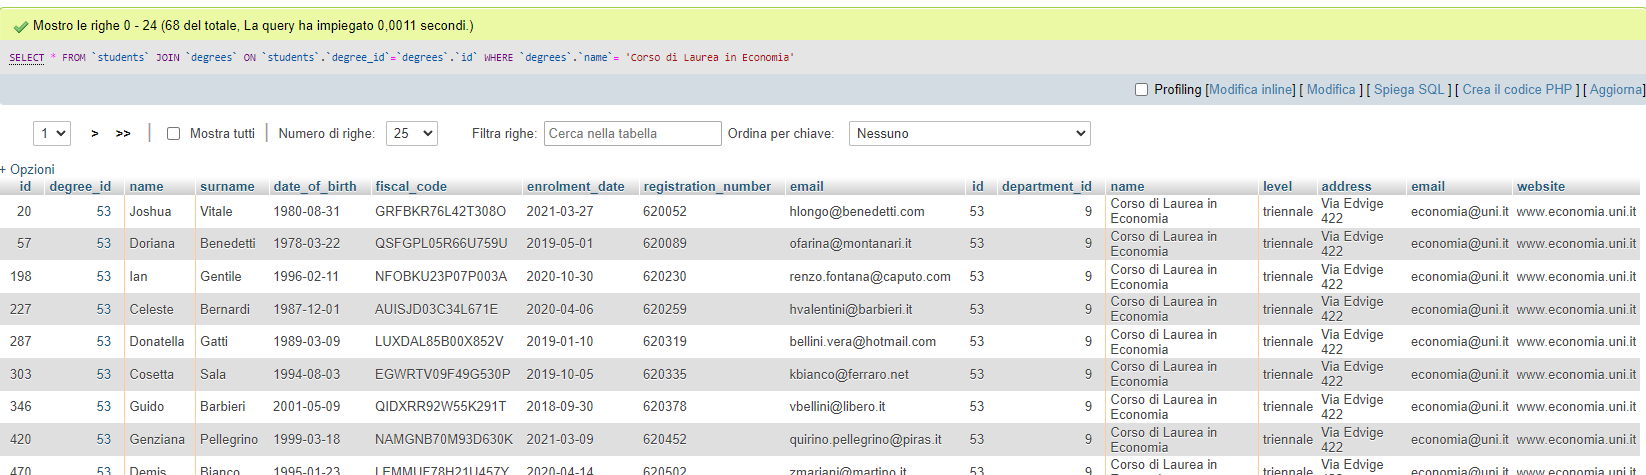 Mostro le righe 0 - 24 (68 del totale, La query ha impiegato 0,0011 secondi.)
SELECT * FROM `students` JOIN `degrees` ON `students`.`degree_id`=`degrees`.`id` WHERE `degrees`.`name`= 'Corso di Laurea in Economia'
Profiling [Modifica inline] [ Modifica ] [ Spiega SQL ] [ Crea il codice PHP ] [ Aggiorna]
1 > >> | Mostra tutti | Numero di righe: 25 Filtra righe: Cerca nella tabella Ordina per chiave: Nessuno
+ Opzioni
id degree_id name surname date_of_birth fiscal_code enrolment_date registration_number email id department_id name level address email website
20 53 Joshua Vitale 1980-08-31 GRFBKR76L42T308O 2021-03-27 620052 hlongo@benedetti.com 53 9 Corso di Laurea in Economia triennale Via Edvige 422 economia@uni.it www.economia.uni.it
57 53 Doriana Benedetti 1978-03-22 QSFGPL05R66U759U 2019-05-01 620089 ofarina@montanari.it 53 9 Corso di Laurea in Economia triennale Via Edvige 422 economia@uni.it www.economia.uni.it
198 53 Ian Gentile 1996-02-11 NFOBKU23P07P003A 2020-10-30 620230 renzo.fontana@caputo.com 53 9 Corso di Laurea in Economia triennale Via Edvige 422 economia@uni.it www.economia.uni.it
227 53 Celeste Bernardi 1987-12-01 AUISJD03C34L671E 2020-04-06 620259 hvalentini@barbieri.it 53 9 Corso di Laurea in Economia triennale Via Edvige 422 economia@uni.it www.economia.uni.it
287 53 Donatella Gatti 1989-03-09 LUXDAL85B00X852V 2019-01-10 620319 bellini.vera@hotmail.com 53 9 Corso di Laurea in Economia triennale Via Edvige 422 economia@uni.it www.economia.uni.it
303 53 Cosetta Sala 1994-08-03 EGWRTV09F49G530P 2019-10-05 620335 kbianco@ferraro.net 53 9 Corso di Laurea in Economia triennale Via Edvige 422 economia@uni.it www.economia.uni.it
346 53 Guido Barbieri 2001-05-09 QIDXRR92W55K291T 2018-09-30 620378 vbellini@libero.it 53 9 Corso di Laurea in Economia triennale Via Edvige 422 economia@uni.it www.economia.uni.it
420 53 Genziana Pellegrino 1999-03-18 NAMGNB70M93D630K 2021-03-09 620452 quirino.pellegrino@piras.it 53 9 Corso di Laurea in Economia triennale Via Edvige 422 economia@uni.it www.economia.uni.it
470 53 Demis Bianco 1995-01-23 LEMMUF78H21U457Y 2020-04-14 620502 zmariani@martino.it 53 9 Corso di Laurea in triennale Via Edvige economia@uni.it www.economia.uni.it